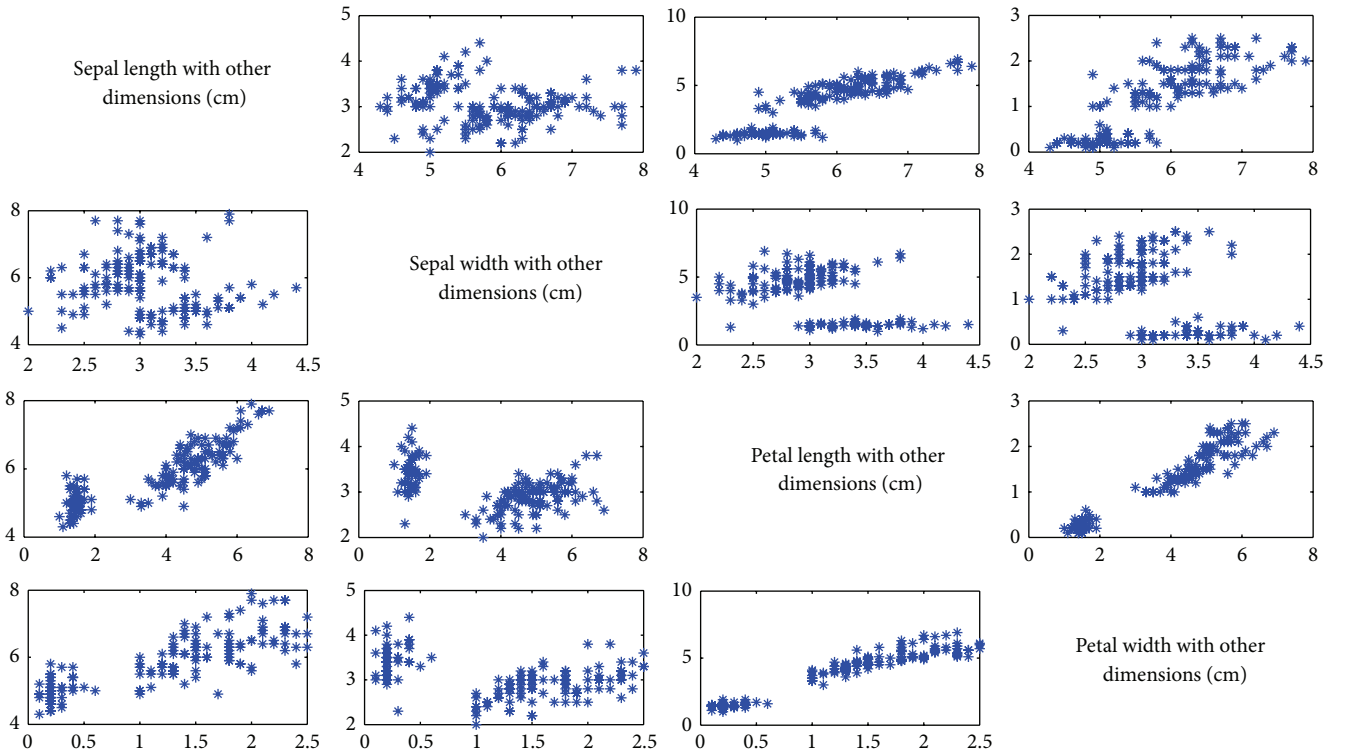 Sepal length with other
dimensions (cm)
5
4
3
2
4 5 6 7 8
10
5
0
4 5 6 7 8
3
2
1
0
4 5 6 7 8
8
6
4
2 2.5 3 3.5 4 4.5
Sepal width with other
dimensions (cm)
10
5
0
2 2.5 3 3.5 4 4.5
3
2
1
0
2 2.5 3 3.5 4 4.5
8
6
4
0 2 4 6 8
5
4
3
2
0 2 4 6 8
Petal length with other
dimensions (cm)
3
2
1
0
0 2 4 6 8
8
6
4
0 0.5 1 1.5 2 2.5
5
4
3
2
0 0.5 1 1.5 2 2.5
10
5
0
0 0.5 1 1.5 2 2.5
Petal width with other
dimensions (cm)